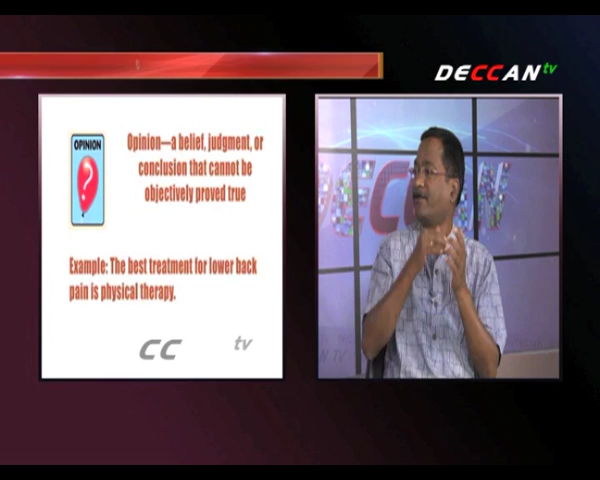 DECCAN tv
OPINION
?
Opinion—a belief, judgment, or
conclusion that cannot be
objectively proved true
Example: The best treatment for lower back
pain is physical therapy.
CC tv
DECCAN